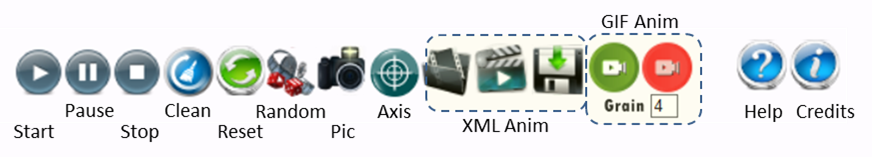 GIF Anim
Grain 4
Pause Clean Random Axis Help Credits
Start Stop Reset Pic XML Anim